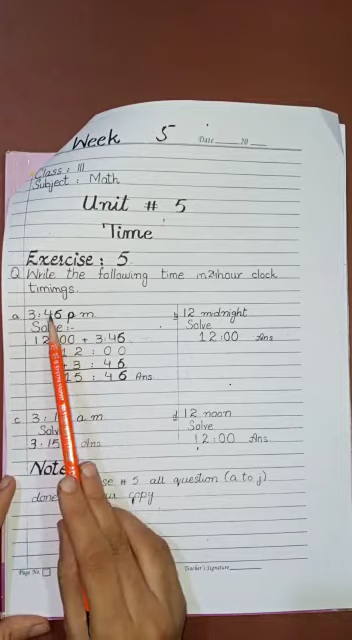 Week 5
Date 20
Class : III
Subject : Math
Unit # 5
Time
Exercise : 5
Q Write the following time in 24hour clock
timings.
a 3:46 p m
Solve:-
12:00 + 3:46
12:00
+ 3:46
15:46 Ans
b 12 midnight
Solve
12:00 Ans
c 3: a m
3:15 Ans
d 12 noon
Solve
12:00 Ans
Note
# 5 all question (a to j)
done copy
Page No.
Teacher's Signature